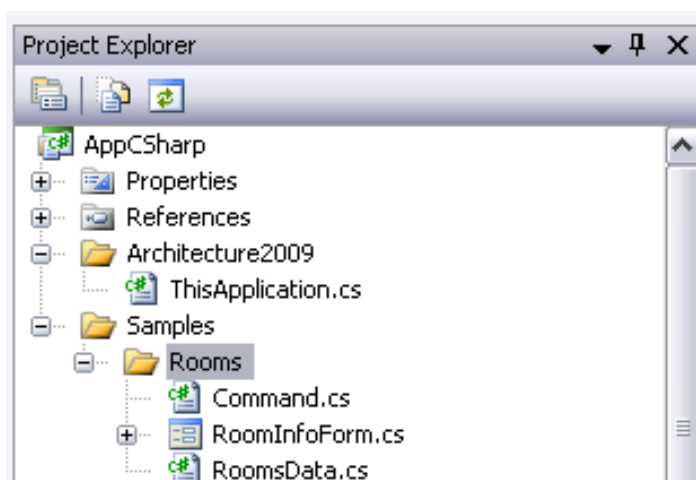 Project Explorer
AppCSharp
Properties
References
Architecture2009
ThisApplication.cs
Samples
Rooms
Command.cs
RoomInfoForm.cs
RoomsData.cs